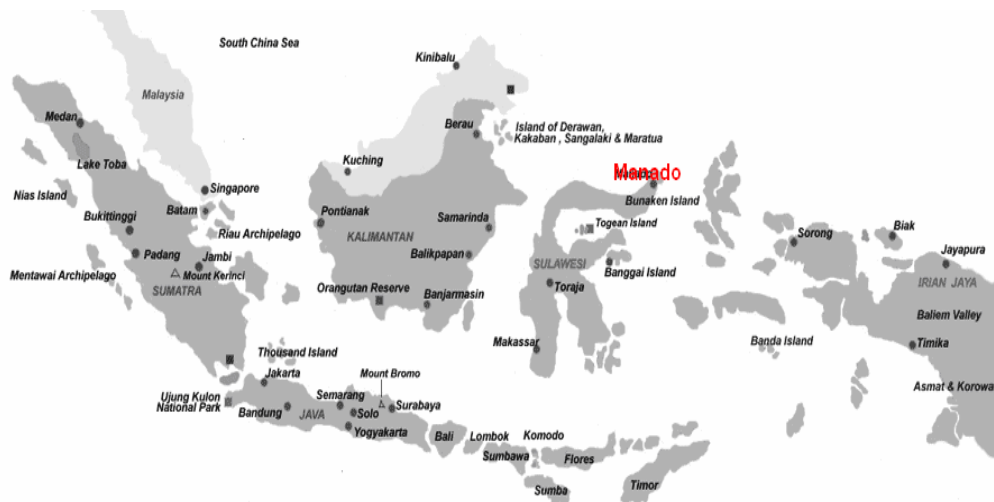 South China Sea
Kinibalu
Malaysia
Medan
Berau
Island of Derawan,
Kakaban , Sangalaki & Maratua
Lake Toba
Kuching
Manado
Nias Island
Singapore
Bunaken Island
Batam
Bukittinggi
Pontianak
Samarinda
Togean Island
Sorong
Biak
Riau Archipelago
KALIMANTAN
Padang
Jambi
Balikpapan
SULAWESI
Jayapura
Mentawai Archipelago
Mount Kerinci
Banggai Island
SUMATRA
Orangutan Reserve
Banjarmasin
Toraja
IRIAN JAYA
Baliem Valley
Makassar
Banda Island
Timika
Thousand Island
Jakarta
Mount Bromo
Asmat & Korowa
Ujung Kulon
National Park
Bandung
JAVA
Semarang
Solo
Surabaya
Yogyakarta
Bali
Lombok
Komodo
Sumbawa
Flores
Sumba
Timor